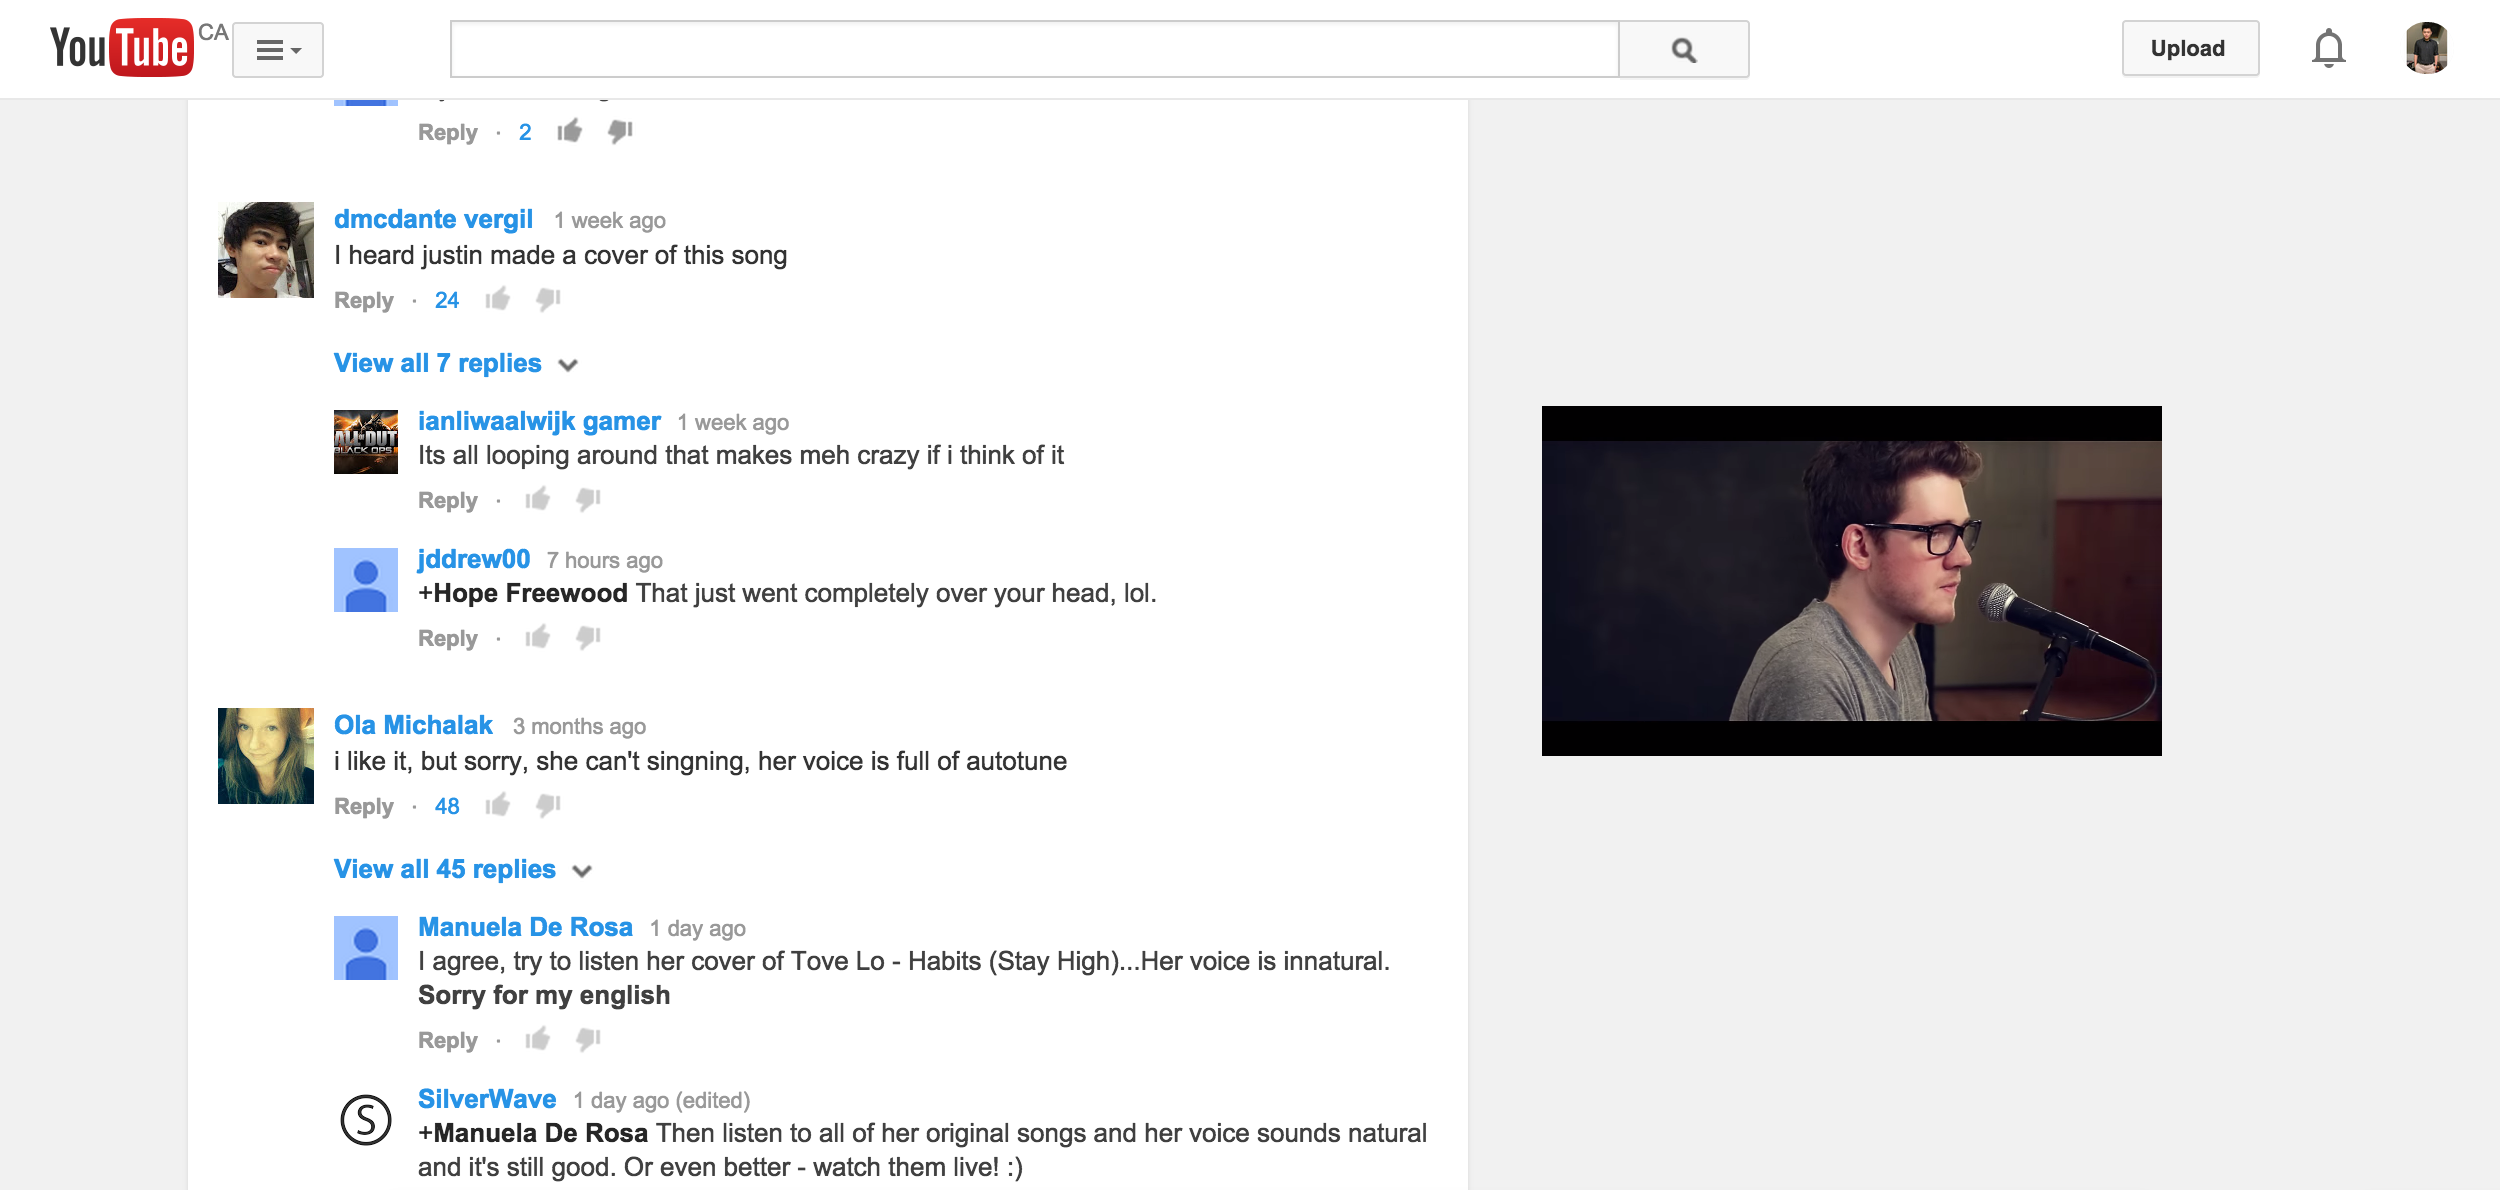 YouTube CA
Upload
Reply · 2
dmcdante vergil 1 week ago
I heard justin made a cover of this song
Reply · 24
View all 7 replies
ianliwaalwijk gamer 1 week ago
Its all looping around that makes meh crazy if i think of it
Reply ·
jddrew00 7 hours ago
+Hope Freewood That just went completely over your head, lol.
Reply ·
Ola Michalak 3 months ago
i like it, but sorry, she can't singning, her voice is full of autotune
Reply · 48
View all 45 replies
Manuela De Rosa 1 day ago
I agree, try to listen her cover of Tove Lo - Habits (Stay High)...Her voice is innatural.
Sorry for my english
Reply ·
S
SilverWave 1 day ago (edited)
+Manuela De Rosa Then listen to all of her original songs and her voice sounds natural
and it's still good. Or even better - watch them live! :)